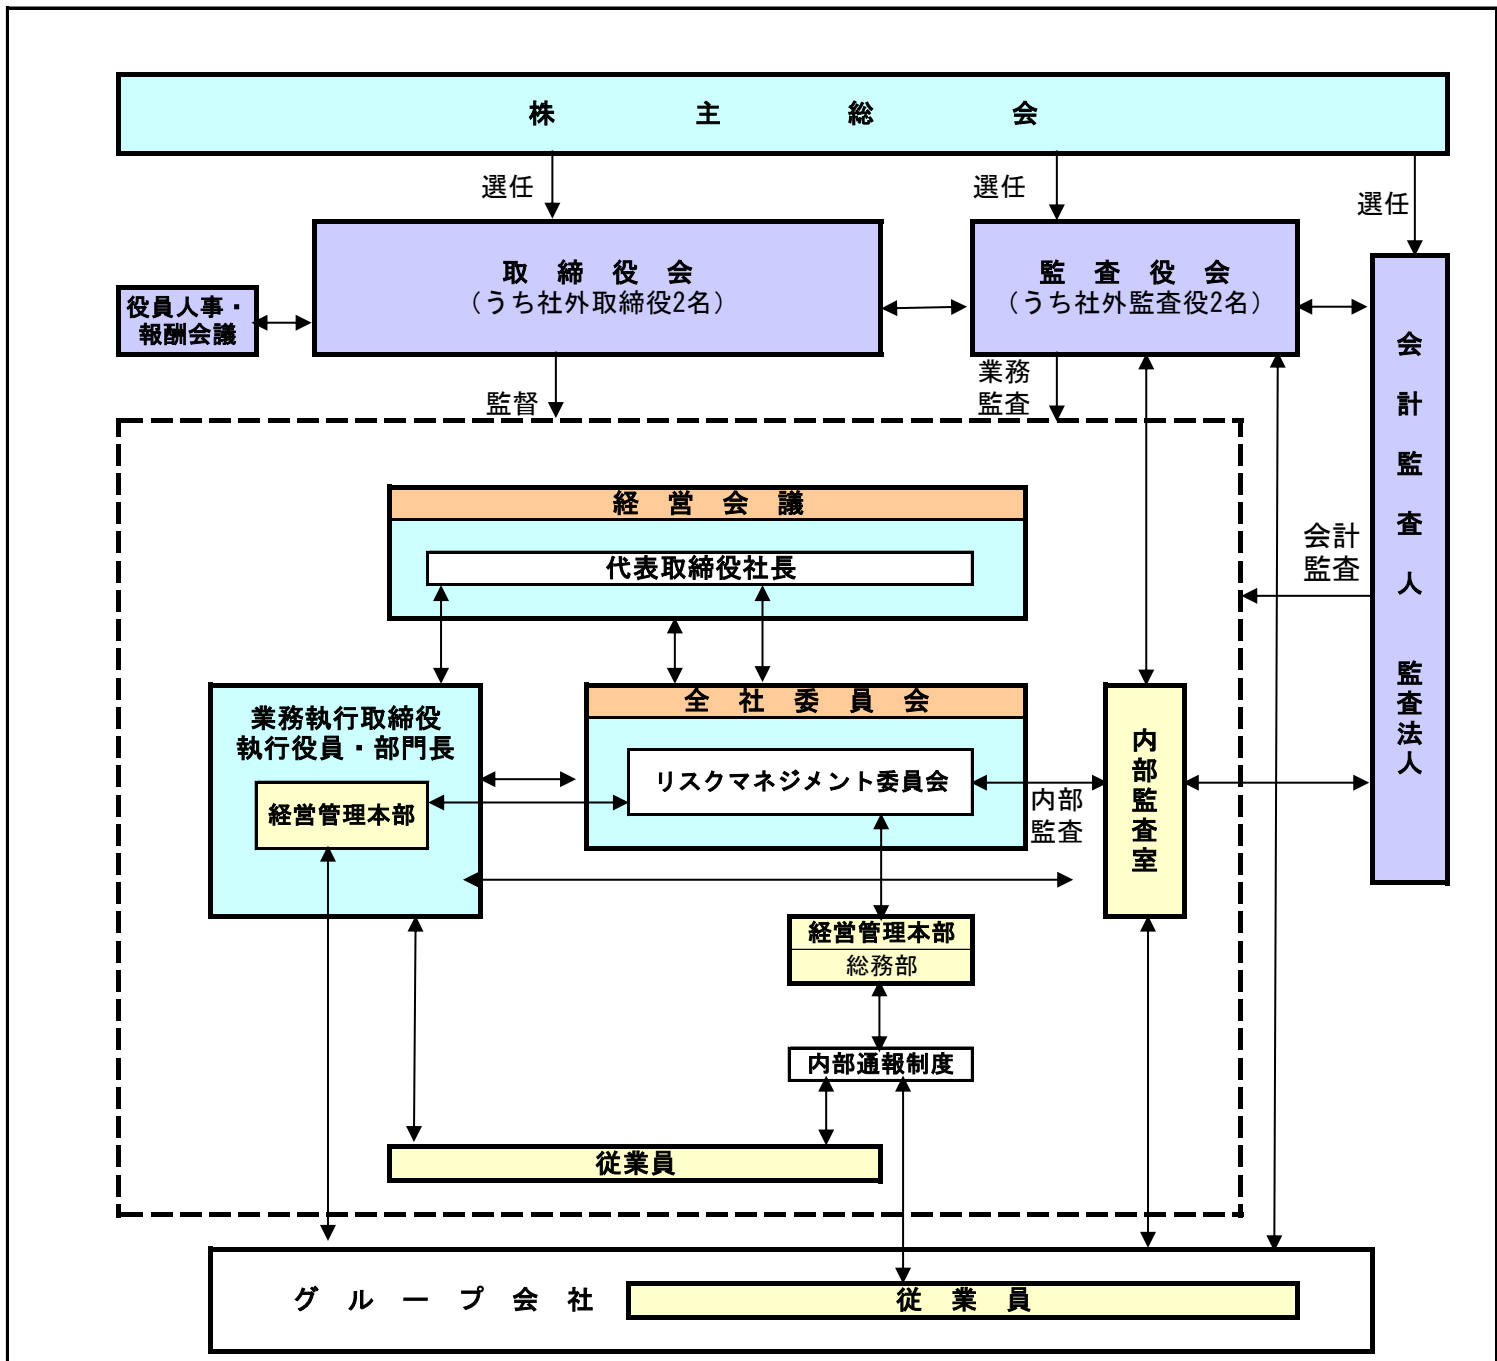 株主総会
選任
選任
選任
取締役会
（うち社外取締役2名）
監査役会
（うち社外監査役2名）
役員人事・
報酬会議
会計監査人 監査法人
監督
業務
監査
会計
監査
経営会議
代表取締役社長
業務執行取締役
執行役員・部門長
経営管理本部
全社委員会
リスクマネジメント委員会
内部
監査
内部監査室
経営管理本部
総務部
内部通報制度
従業員
グループ会社
従業員